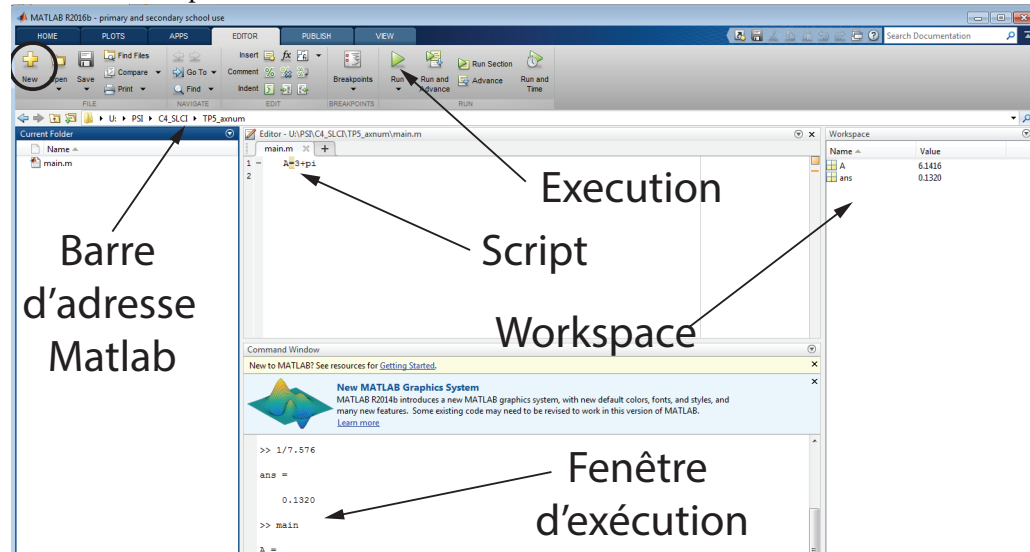 MATLAB R2016b - primary and secondary school use
HOME PLOTS APPS EDITOR PUBLISH VIEW
Search Documentation
New Open Save
Find Files
Compare
Print
Go To
Find
Insert fx
Comment
Indent
Breakpoints
Run
Run and Advance
Run Section
Advance
Run and Time
FILE NAVIGATE EDIT BREAKPOINTS RUN
U: PSI C4_SLCI TP5_axnum
Current Folder
Name
main.m
Editor - U:\PSI\C4_SLCI\TP5_axnum\main.m
main.m
1 - A=3+pi
2
Workspace
Name Value
A 6.1416
ans 0.1320
Execution
Script
Barre
d'adresse
Matlab
Workspace
Command Window
New to MATLAB? See resources for Getting Started.
New MATLAB Graphics System
MATLAB R2014b introduces a new MATLAB graphics system, with new default colors, fonts, and styles, and
many new features. Some existing code may need to be revised to work in this version of MATLAB.
Learn more
>> 1/7.576
ans =
0.1320
>> main
A =
Fenêtre
d'exécution